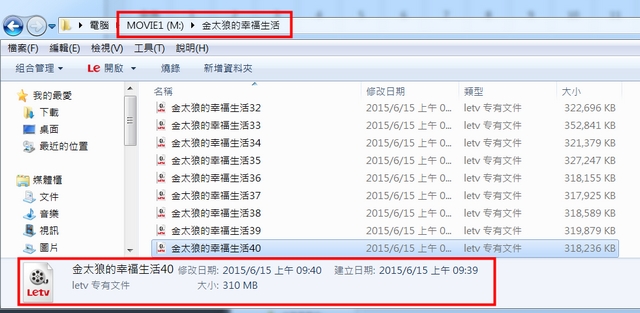 電腦 ▸ MOVIE1 (M:) ▸ 金太狼的幸福生活
檔案(F) 編輯(E) 檢視(V) 工具(T) 說明(H)
組合管理 Le 開啟 燒錄 新增資料夾
我的最愛
下載
桌面
最近的位置
媒體櫃
文件
音樂
視訊
圖片
名稱 修改日期 類型 大小
金太狼的幸福生活32 2015/6/15 上午 0... letv 专有文件 322,696 KB
金太狼的幸福生活33 2015/6/15 上午 0... letv 专有文件 352,841 KB
金太狼的幸福生活34 2015/6/15 上午 0... letv 专有文件 321,379 KB
金太狼的幸福生活35 2015/6/15 上午 0... letv 专有文件 327,247 KB
金太狼的幸福生活36 2015/6/15 上午 0... letv 专有文件 318,155 KB
金太狼的幸福生活37 2015/6/15 上午 0... letv 专有文件 317,925 KB
金太狼的幸福生活38 2015/6/15 上午 0... letv 专有文件 318,589 KB
金太狼的幸福生活39 2015/6/15 上午 0... letv 专有文件 318,879 KB
金太狼的幸福生活40 2015/6/15 上午 0... letv 专有文件 318,236 KB
金太狼的幸福生活40 修改日期: 2015/6/15 上午 09:40 建立日期: 2015/6/15 上午 09:39
letv 专有文件 大小: 310 MB
Letv